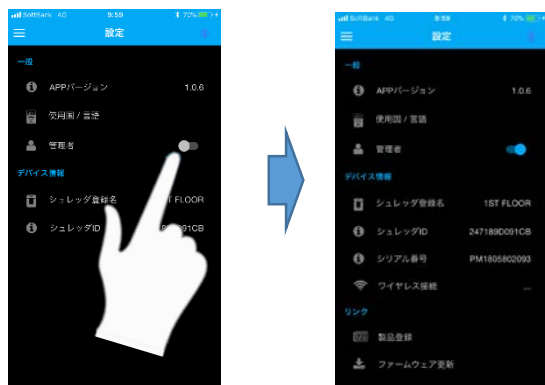 SoftBank 4G 9:59 70%
設定
一般
APPバージョン 1.0.6
使用国 / 言語
管理者
デバイス情報
シュレッダ登録名 T FLOOR
シュレッダID 091CB
SoftBank 4G 9:59 70%
設定
一般
APPバージョン 1.0.6
使用国 / 言語
管理者
デバイス情報
シュレッダ登録名 1ST FLOOR
シュレッダID 247189D091CB
シリアル番号 PM1805802093
ワイヤレス接続 ...
リンク
製品登録
ファームウェア更新